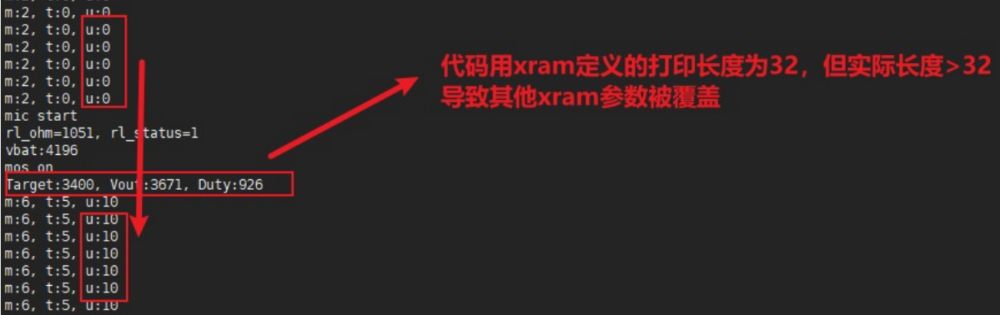 m:2, t:0, u:0
m:2, t:0, u:0
m:2, t:0, u:0
m:2, t:0, u:0
m:2, t:0, u:0
m:2, t:0, u:0
mic start
rl_ohm=1051, rl_status=1
vbat:4196
mos on
Target:3400, Vout:3671, Duty:926
m:6, t:5, u:10
m:6, t:5, u:10
m:6, t:5, u:10
m:6, t:5, u:10
m:6, t:5, u:10
m:6, t:5, u:10
m:6, t:5, u:10
代码用xram定义的打印长度为32，但实际长度>32
导致其他xram参数被覆盖